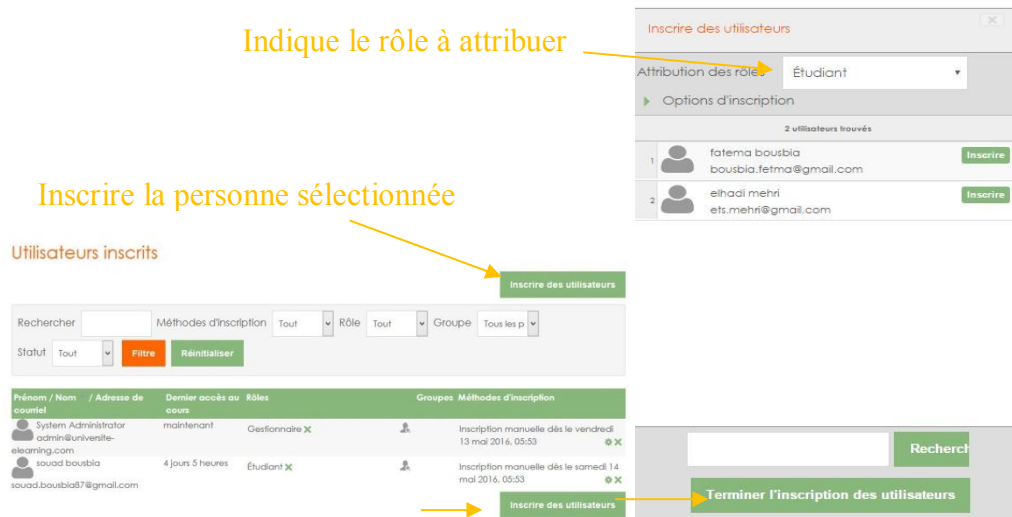 Indique le rôle à attribuer
Inscrire des utilisateurs
Attribution des rôles
Étudiant
Options d'inscription
2 utilisateurs trouvés
1
fatema bousbia
bousbia.fetma@gmail.com
Inscrire
2
elhadi mehri
ets.mehri@gmail.com
Inscrire
Inscrire la personne sélectionnée
Utilisateurs inscrits
Inscrire des utilisateurs
Rechercher
Méthodes d'inscription Tout
Rôle Tout
Groupe Tous les p
Statut Tout
Filtre
Réinitialiser
Prénom / Nom / Adresse de courriel
Dernier accès au cours
Rôles
Groupes
Méthodes d'inscription
System Administrator
admin@universite-
elearning.com
maintenant
Gestionnaire
Inscription manuelle dès le vendredi
13 mai 2016, 05:53
souad bousbia
souad.bousbia87@gmail.com
4 jours 5 heures
Étudiant
Inscription manuelle dès le samedi 14
mai 2016, 05:53
Inscrire des utilisateurs
Recherch
Terminer l'inscription des utilisateurs